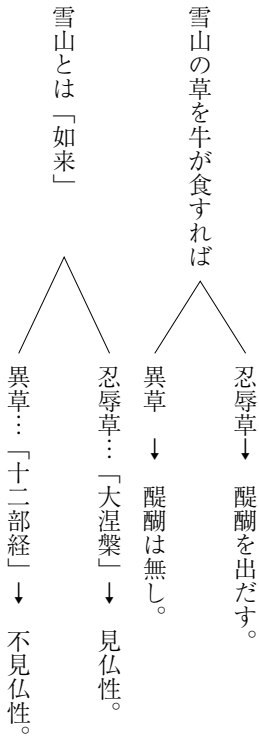 雪山の草を牛が食すれば
忍辱草→ 醍醐を出だす。
異草 → 醍醐は無し。
雪山とは「如来」
忍辱草…「大涅槃」→ 見仏性。
異草…「十二部経」→ 不見仏性。